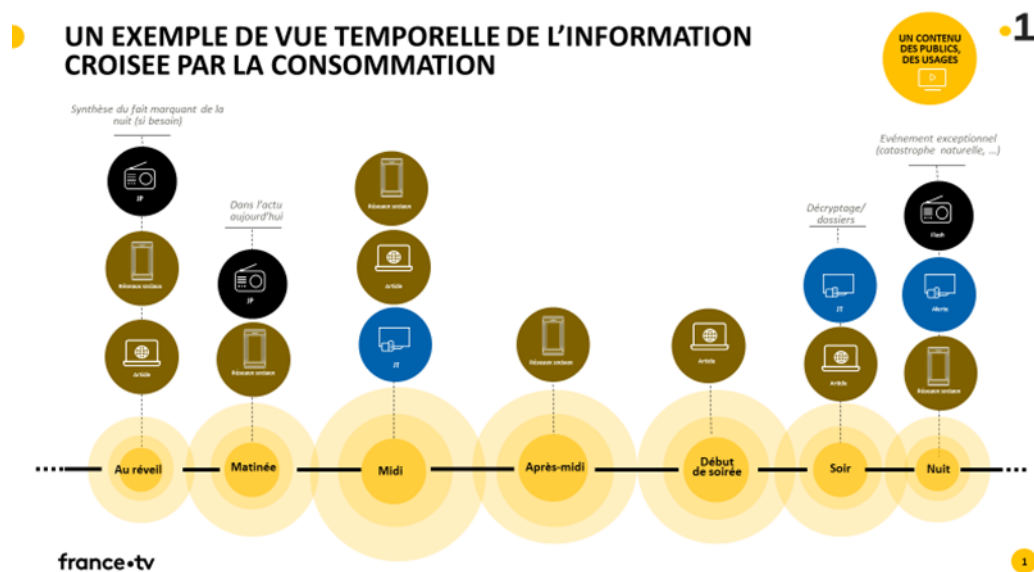 UN EXEMPLE DE VUE TEMPORELLE DE L'INFORMATION
CROISEE PAR LA CONSOMMATION
UN CONTENU
DES PUBLICS,
DES USAGES
1
Synthèse du fait marquant de la
nuit (si besoin)
JP
Réseaux sociaux
Article
Dans l'actu
aujourd'hui
JP
Réseaux sociaux
Réseaux sociaux
Article
JT
Réseaux sociaux
Article
Décryptage/
dossiers
JT
Article
Evénement exceptionnel
(catastrophe naturelle, ...)
Flash
Alerte
Réseaux sociaux
Au réveil
Matinée
Midi
Après-midi
Début
de soirée
Soir
Nuit
france•tv
1